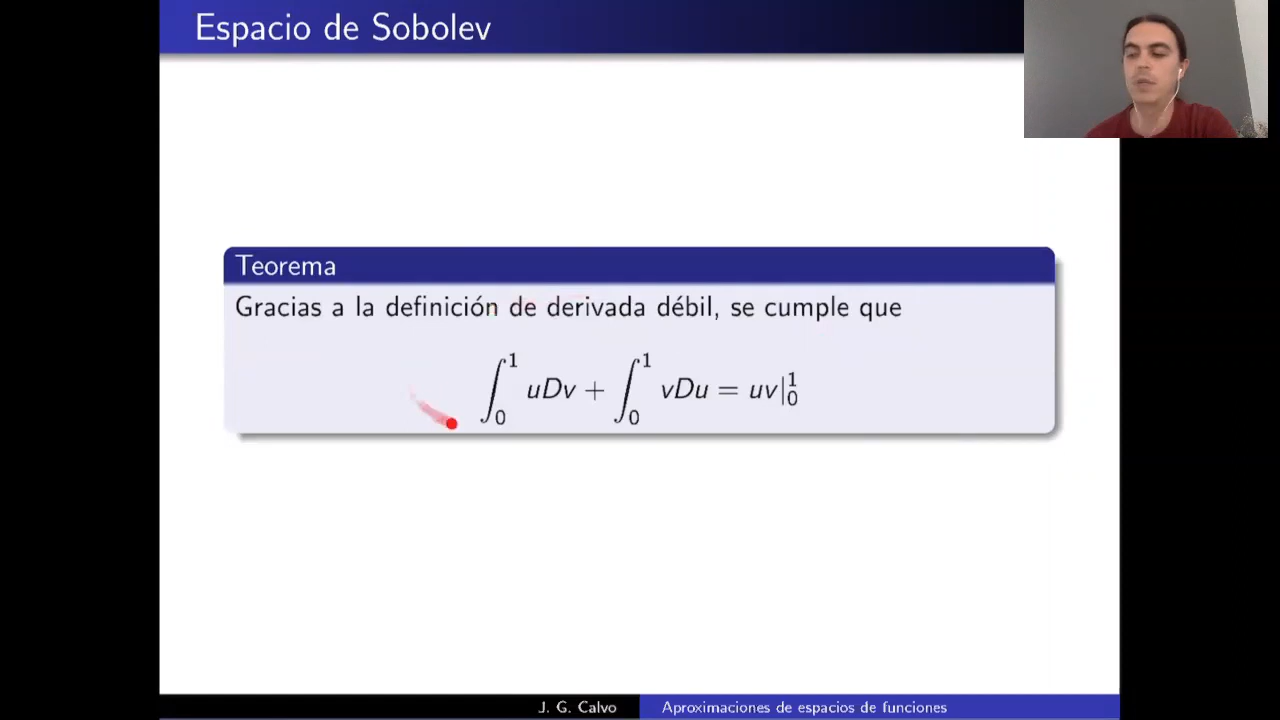 Espacio de Sobolev
Teorema
Gracias a la definición de derivada débil, se cumple que
∫₀¹ uDv + ∫₀¹ vDu = uv|₀¹
J. G. Calvo
Aproximaciones de espacios de funciones